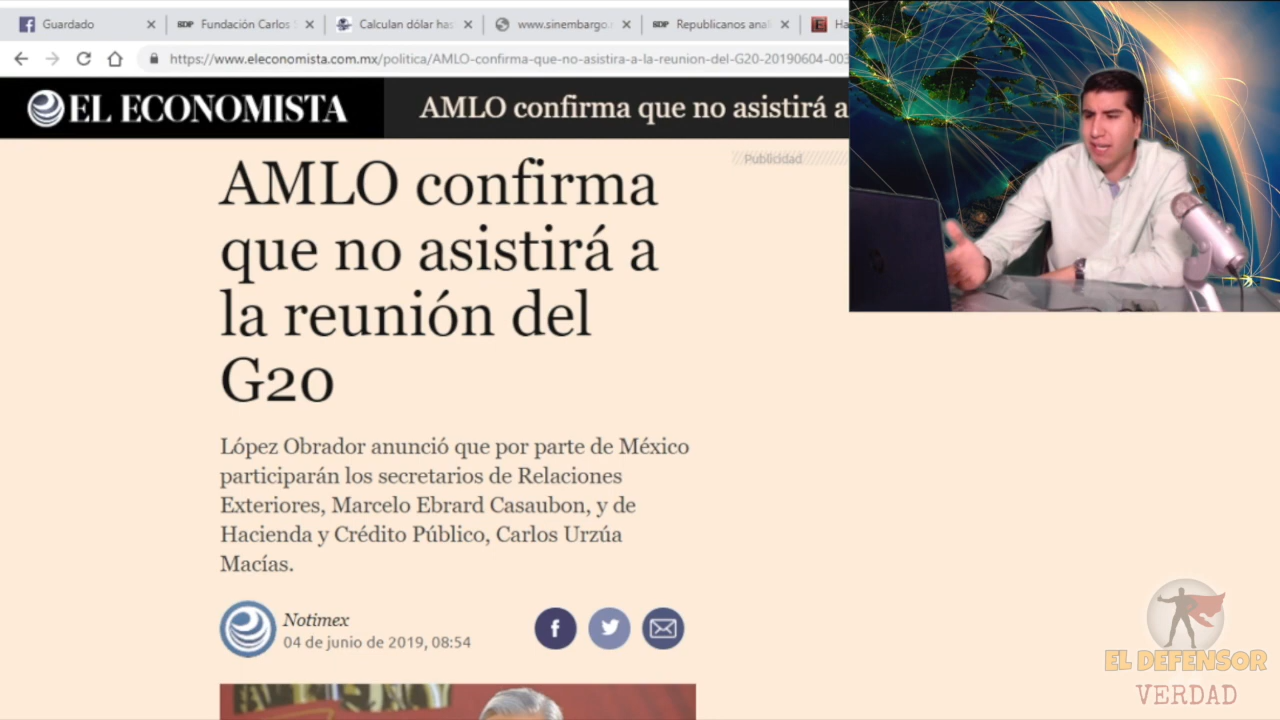 Guardado
Fundación Carlos
Calculan dólar has
www.sinembargo.
Republicanos anal
Ha
https://www.eleconomista.com.mx/politica/AMLO-confirma-que-no-asistira-a-la-reunion-del-G20-20190604-003
EL ECONOMISTA
AMLO confirma que no asistirá a
Publicidad
AMLO confirma
que no asistirá a
la reunión del
G20
López Obrador anunció que por parte de México
participarán los secretarios de Relaciones
Exteriores, Marcelo Ebrard Casaubon, y de
Hacienda y Crédito Público, Carlos Urzúa
Macías.
Notimex
04 de junio de 2019, 08:54
EL DEFENSOR
VERDAD